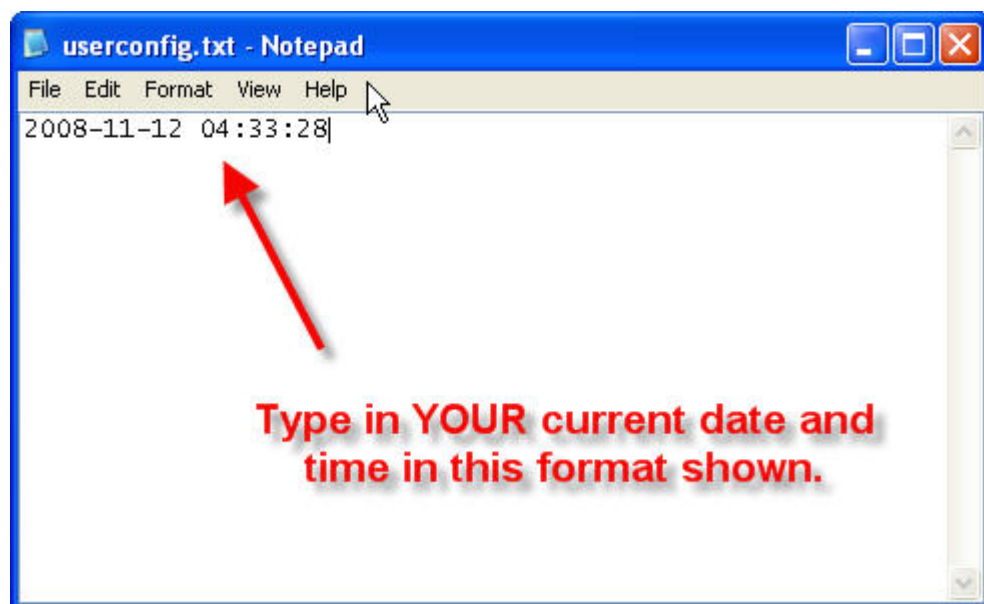 userconfig.txt - Notepad
File Edit Format View Help
2008-11-12 04:33:28
Type in YOUR current date and
time in this format shown.